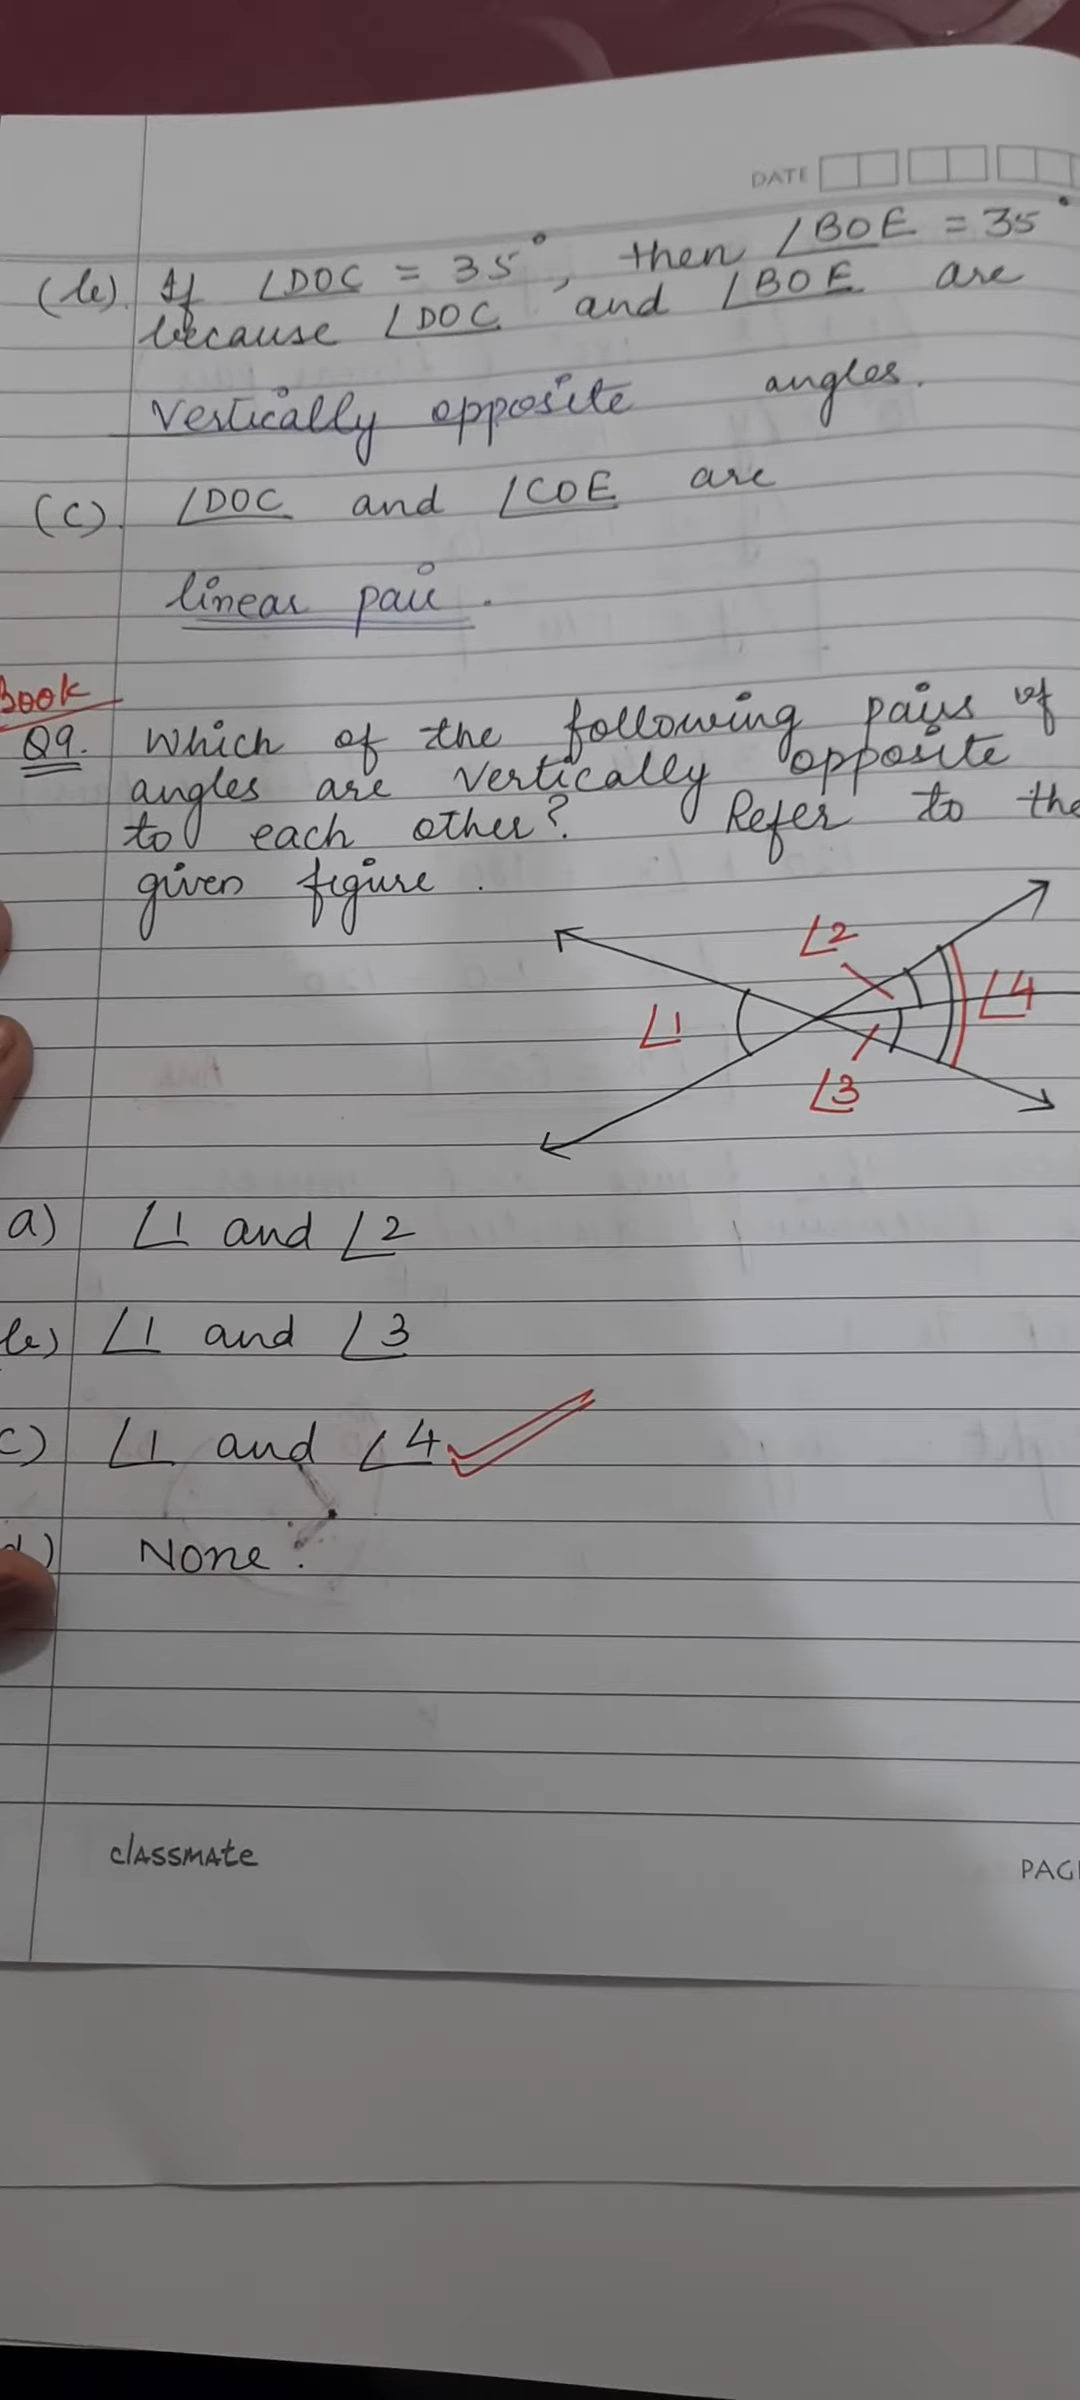 DATE
(b). If ∠DOC = 35°, then ∠BOE = 35°
because ∠DOC and ∠BOE are
vertically opposite angles.
(C). ∠DOC and ∠COE are
linear pair.
Book
Q9. Which of the following pairs of
angles are vertically opposite
to each other? Refer to the
given figure.
∠2
∠1
∠4
∠3
a) ∠1 and ∠2
b) ∠1 and ∠3
c) ∠1 and ∠4
None.
classmate